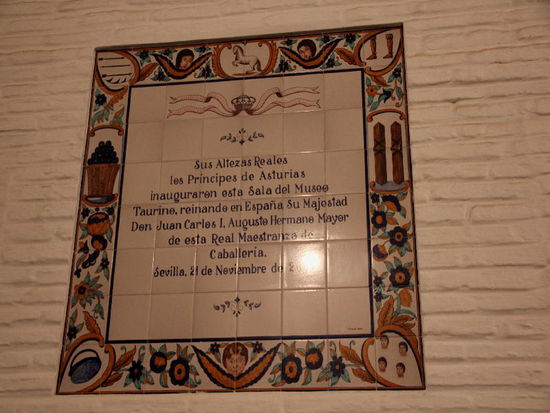 Sus Altezas Reales
los Príncipes de Asturias
inauguraron esta Sala del Museo
Taurino, reinando en España Su Majestad
Don Juan Carlos I, Augusto Hermano Mayor
de esta Real Maestranza de
Caballería.
Sevilla, 21 de Noviembre de